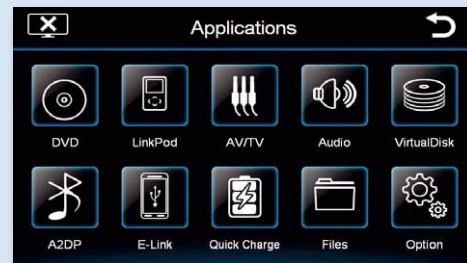 Applications
DVD LinkPod AV/TV Audio VirtualDisk
A2DP E-Link Quick Charge Files Option